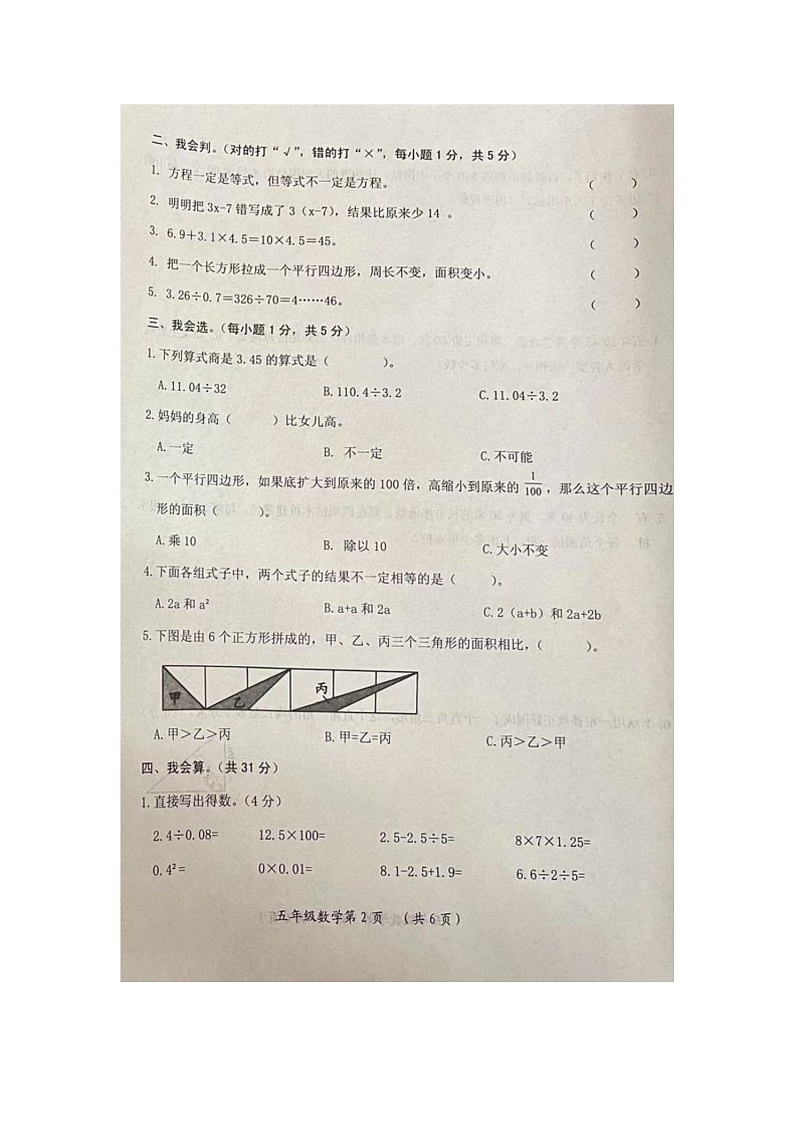 二、我会判。(对的打“√”，错的打“×”，每小题1分，共5分)
1. 方程一定是等式，但等式不一定是方程。 ( )
2. 明明把3x-7错写成了3（x-7），结果比原来少14 。 ( )
3. 6.9+3.1×4.5=10×4.5=45。 ( )
4. 把一个长方形拉成一个平行四边形，周长不变，面积变小。 ( )
5. 3.26÷0.7=326÷70=4……46。 ( )
三、我会选。(每小题1分，共5分)
1.下列算式商是3.45的算式是（ ）。
A.11.04÷32 B.110.4÷3.2 C.11.04÷3.2
2.妈妈的身高（ ）比女儿高。
A.一定 B. 不一定 C.不可能
3.一个平行四边形，如果底扩大到原来的100倍，高缩小到原来的 1/100 ，那么这个平行四边
形的面积（ ）。
A.乘10 B. 除以10 C.大小不变
4.下面各组式子中，两个式子的结果不一定相等的是（ ）。
A.2a和a² B.a+a和2a C.2（a+b）和2a+2b
5.下图是由6个正方形拼成的，甲、乙、丙三个三角形的面积相比，（ ）。
甲 乙 丙
A.甲>乙>丙 B.甲=乙=丙 C.丙>乙>甲
四、我会算。(共31分)
1.直接写出得数。(4分)
2.4÷0.08= 12.5×100= 2.5-2.5÷5= 8×7×1.25=
0.4²= 0×0.01= 8.1-2.5+1.9= 6.6÷2÷5=
五年级数学第2页 （共6页）